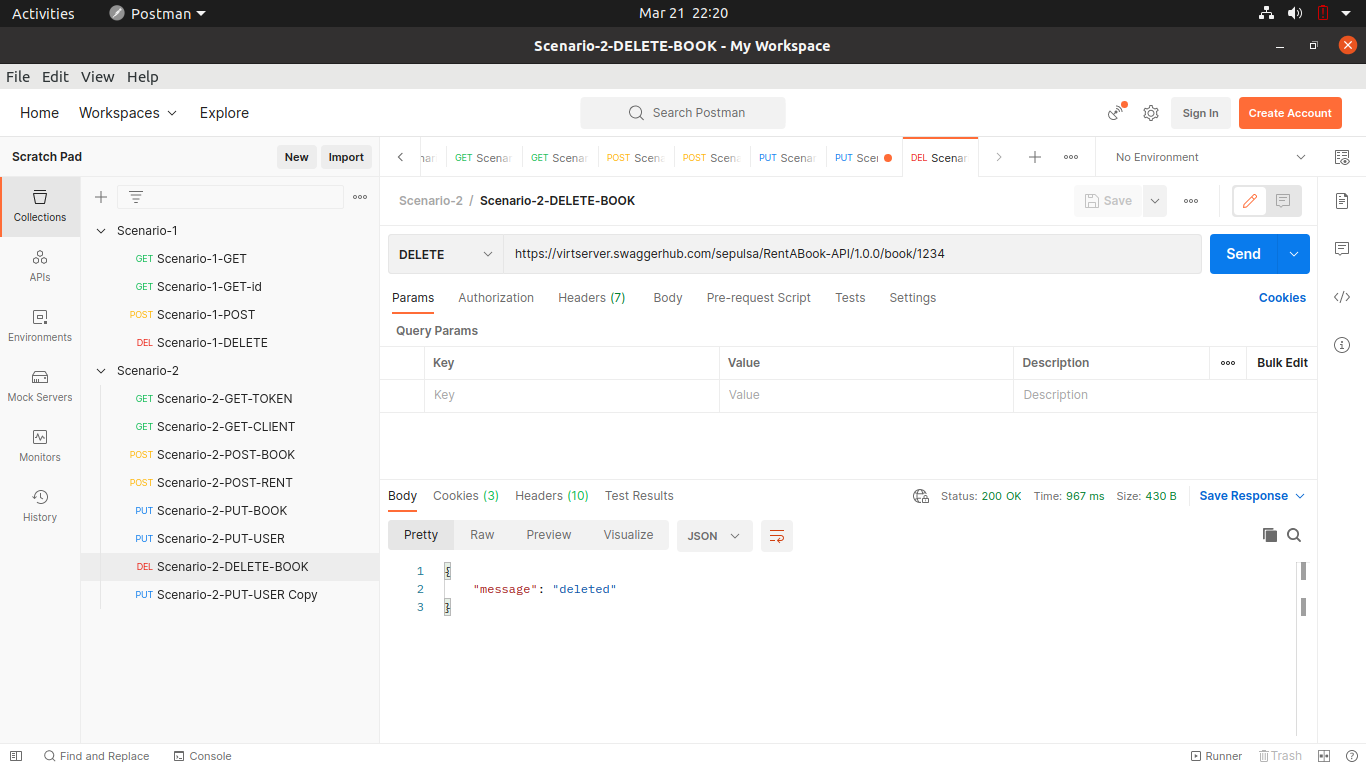 Activities Postman Mar 21 22:20
Scenario-2-DELETE-BOOK - My Workspace
File Edit View Help
Home Workspaces Explore Search Postman Sign In Create Account
Scratch Pad New Import GET Scenar GET Scenar POST Scena POST Scena PUT Scenar PUT Scen DEL Scenar No Environment
Collections
APIs
Environments
Mock Servers
Monitors
History
Scenario-1
GET Scenario-1-GET
GET Scenario-1-GET-id
POST Scenario-1-POST
DEL Scenario-1-DELETE
Scenario-2
GET Scenario-2-GET-TOKEN
GET Scenario-2-GET-CLIENT
POST Scenario-2-POST-BOOK
POST Scenario-2-POST-RENT
PUT Scenario-2-PUT-BOOK
PUT Scenario-2-PUT-USER
DEL Scenario-2-DELETE-BOOK
PUT Scenario-2-PUT-USER Copy
Scenario-2 / Scenario-2-DELETE-BOOK Save
DELETE https://virtserver.swaggerhub.com/sepulsa/RentABook-API/1.0.0/book/1234 Send
Params Authorization Headers (7) Body Pre-request Script Tests Settings Cookies
Query Params
Key Value Description Bulk Edit
Key Value Description
Body Cookies (3) Headers (10) Test Results Status: 200 OK Time: 967 ms Size: 430 B Save Response
Pretty Raw Preview Visualize JSON
1 {
2 "message": "deleted"
3 }
Find and Replace Console Runner Trash